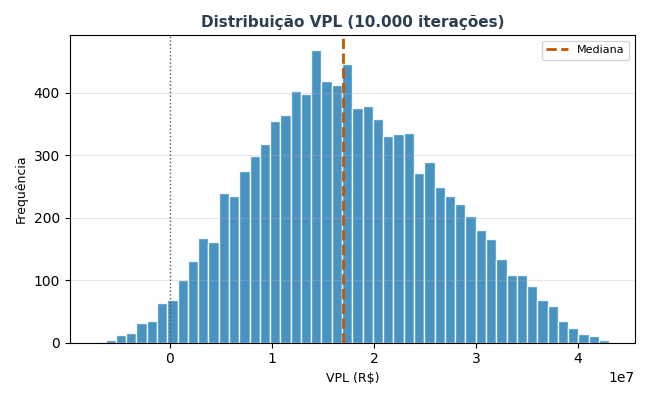 Distribuição VPL (10.000 iterações)
Mediana
Frequência
400
300
200
100
0
0 1 2 3 4
1e7
VPL (R$)